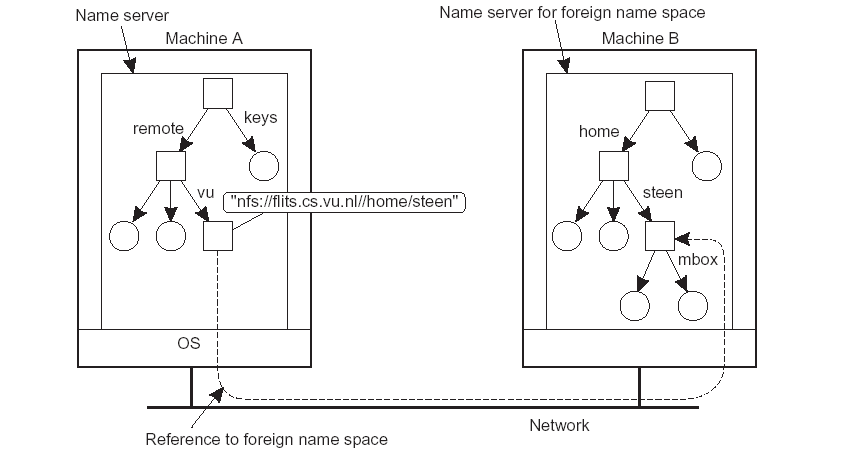 Name server
Name server for foreign name space
Machine A
Machine B
remote
keys
home
vu
"nfs://flits.cs.vu.nl//home/steen"
steen
mbox
OS
Network
Reference to foreign name space